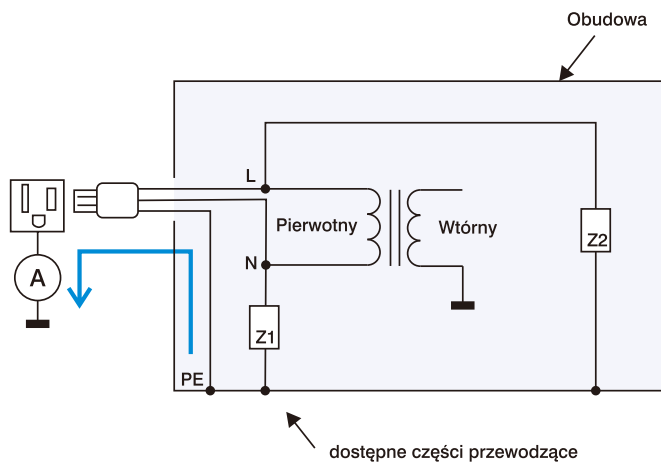 Obudowa
L
Pierwotny
Wtórny
Z2
A
N
Z1
PE
dostępne części przewodzące